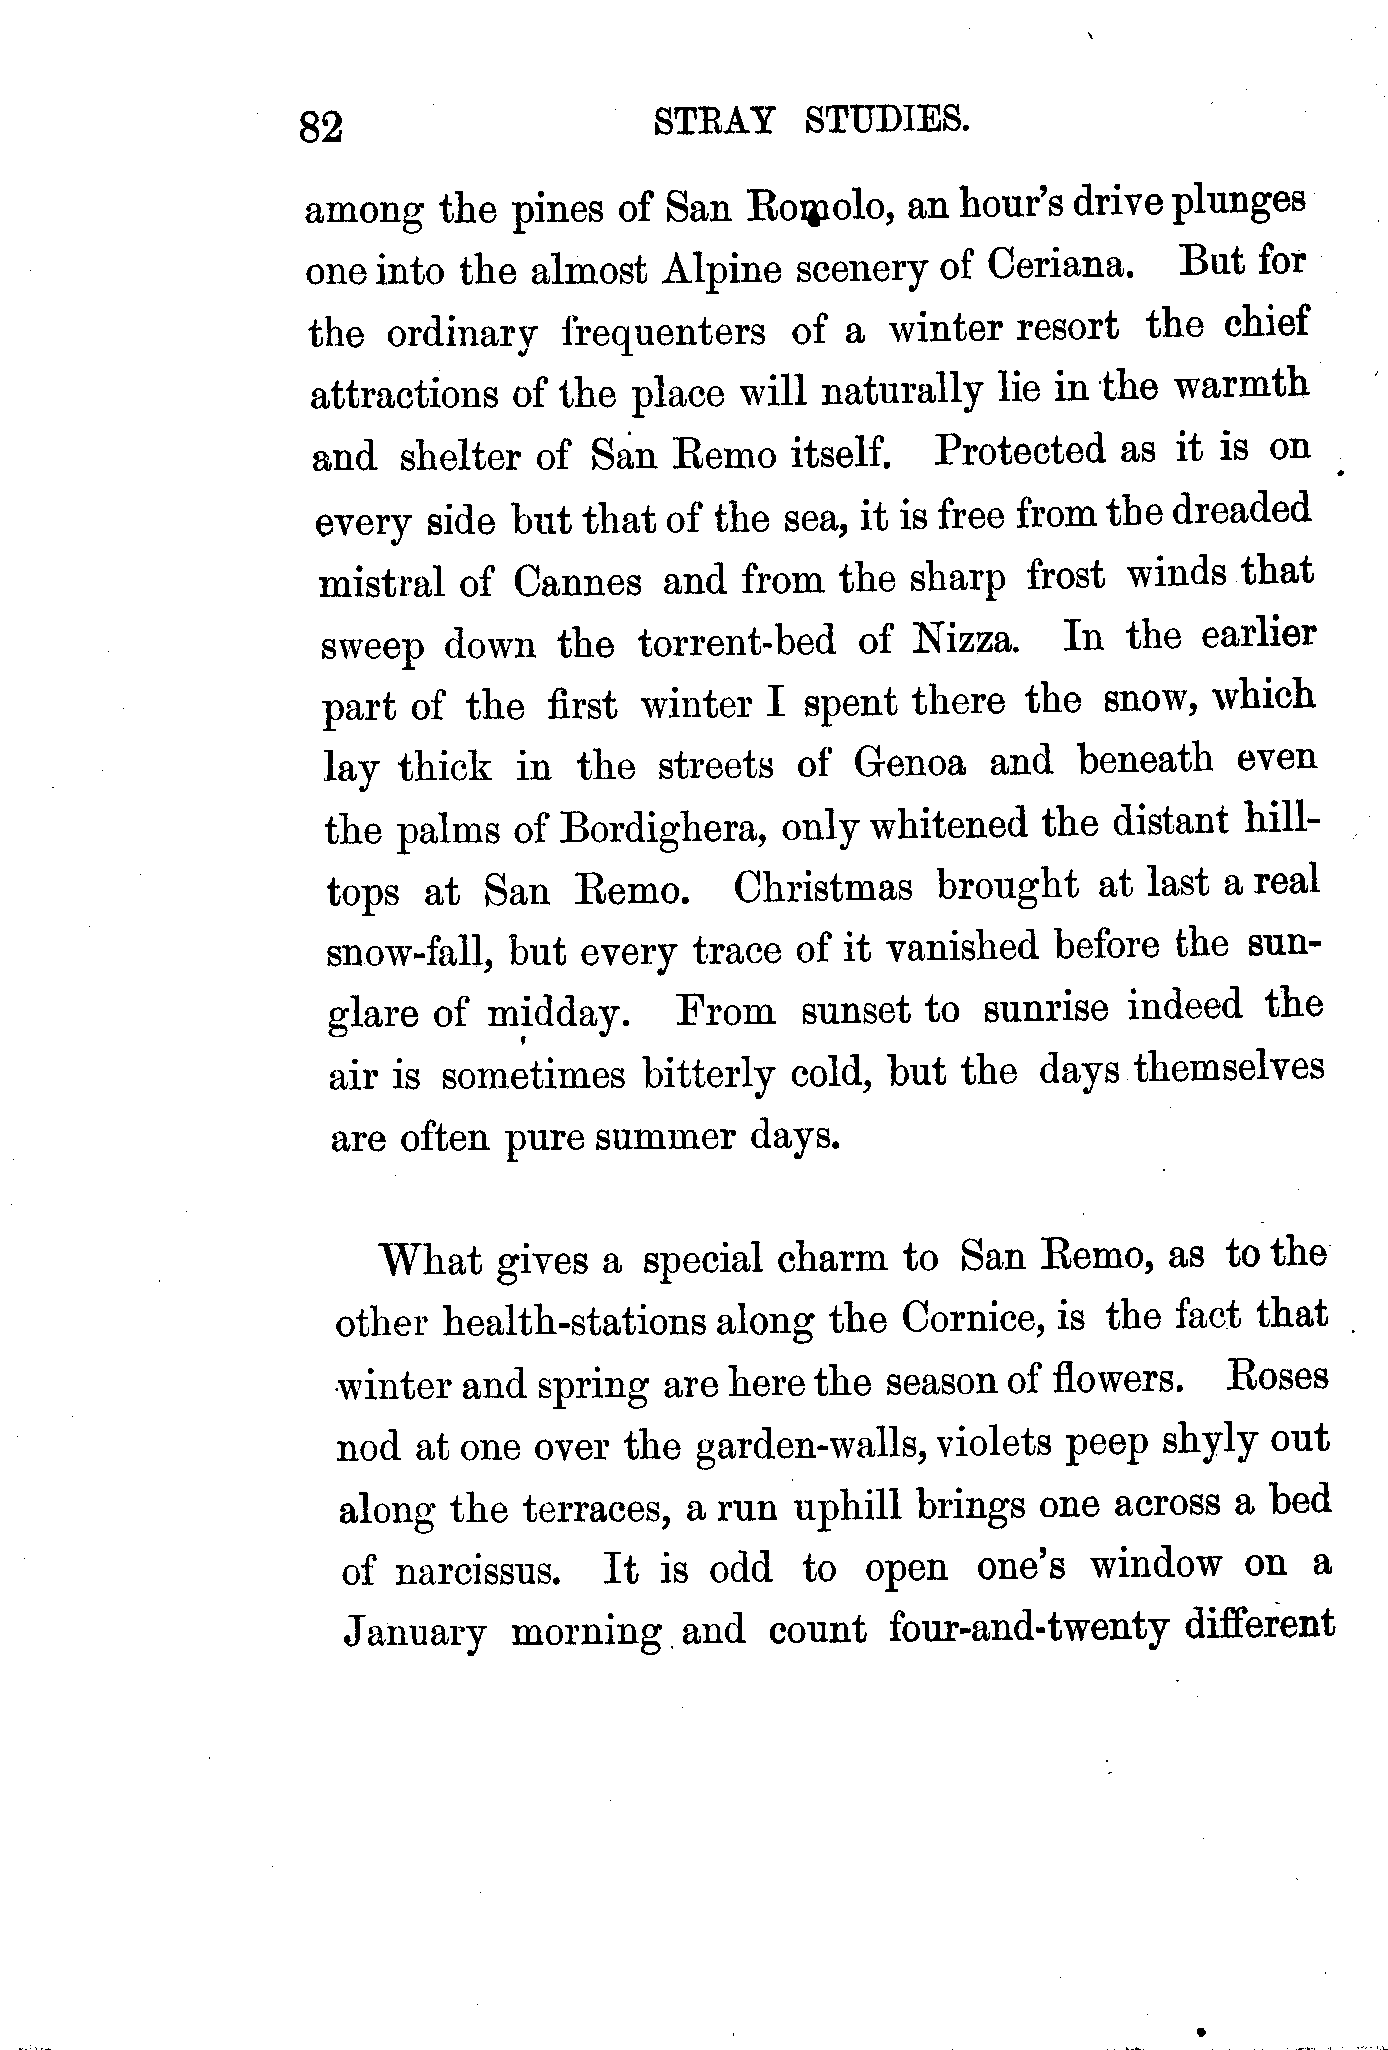 82 STRAY STUDIES.
among the pines of San Romolo, an hour's drive plunges
one into the almost Alpine scenery of Ceriana. But for
the ordinary frequenters of a winter resort the chief
attractions of the place will naturally lie in the warmth
and shelter of San Remo itself. Protected as it is on
every side but that of the sea, it is free from the dreaded
mistral of Cannes and from the sharp frost winds that
sweep down the torrent-bed of Nizza. In the earlier
part of the first winter I spent there the snow, which
lay thick in the streets of Genoa and beneath even
the palms of Bordighera, only whitened the distant hill-
tops at San Remo. Christmas brought at last a real
snow-fall, but every trace of it vanished before the sun-
glare of midday. From sunset to sunrise indeed the
air is sometimes bitterly cold, but the days themselves
are often pure summer days.
What gives a special charm to San Remo, as to the
other health-stations along the Cornice, is the fact that
winter and spring are here the season of flowers. Roses
nod at one over the garden-walls, violets peep shyly out
along the terraces, a run uphill brings one across a bed
of narcissus. It is odd to open one's window on a
January morning and count four-and-twenty different